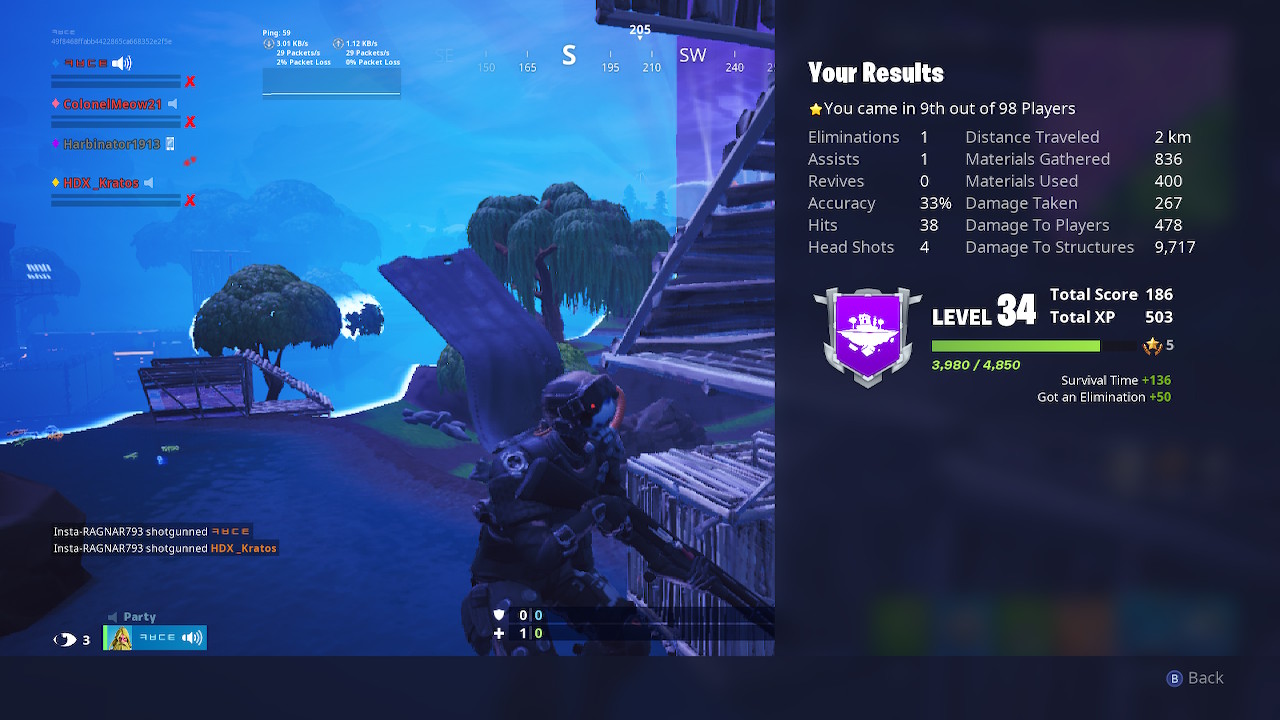 ㅋㅂㄷㅌ
Ping: 59
3.01 KB/s 1.12 KB/s
29 Packets/s 29 Packets/s
2% Packet Loss 0% Packet Loss
205
SE 150 165 S 195 210 SW 240
ㅋㅂㄷㅌ
ColonelMeow21
Harbinator1913
HDX_Kratos
Insta-RAGNAR793 shotgunned ㅋㅂㄷㅌ
Insta-RAGNAR793 shotgunned HDX_Kratos
Party
3 ㅋㅂㄷㅌ
0 | 0
1 | 0
Your Results
You came in 9th out of 98 Players
Eliminations 1 Distance Traveled 2 km
Assists 1 Materials Gathered 836
Revives 0 Materials Used 400
Accuracy 33% Damage Taken 267
Hits 38 Damage To Players 478
Head Shots 4 Damage To Structures 9,717
LEVEL 34
Total Score 186
Total XP 503
5
3,980 / 4,850
Survival Time +136
Got an Elimination +50
B Back